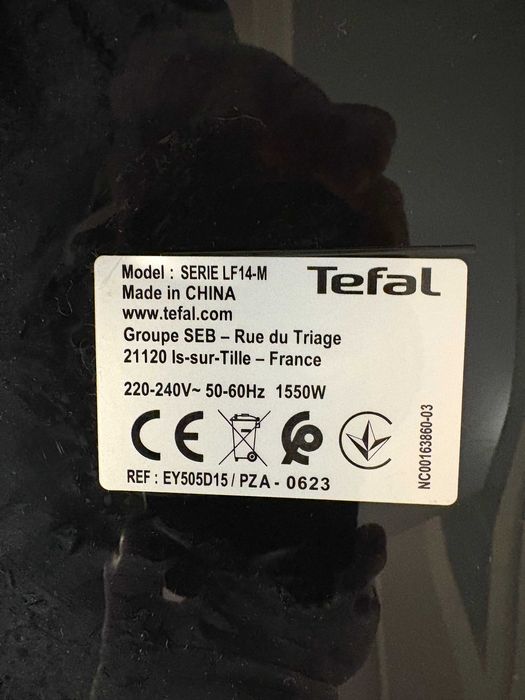 Model : SERIE LF14-M
Tefal
Made in CHINA
www.tefal.com
Groupe SEB – Rue du Triage
21120 Is-sur-Tille – France
220-240V~ 50-60Hz 1550W
CE
REF : EY505D15 / PZA - 0623
NC00163860-03